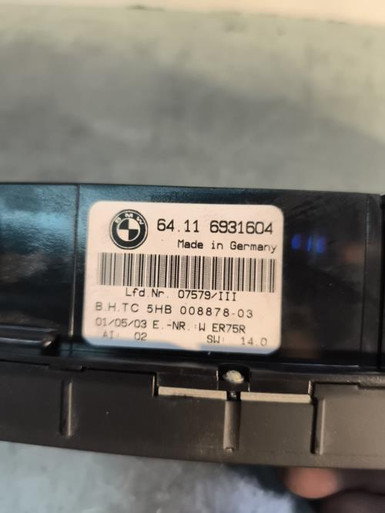 BMW
64.11 6931604
Made in Germany
Lfd.Nr. 07579/III
B.H.TC 5HB 008878-03
01/05/03 E.-NR.:W ER75R
AI: 02 SW: 14.0